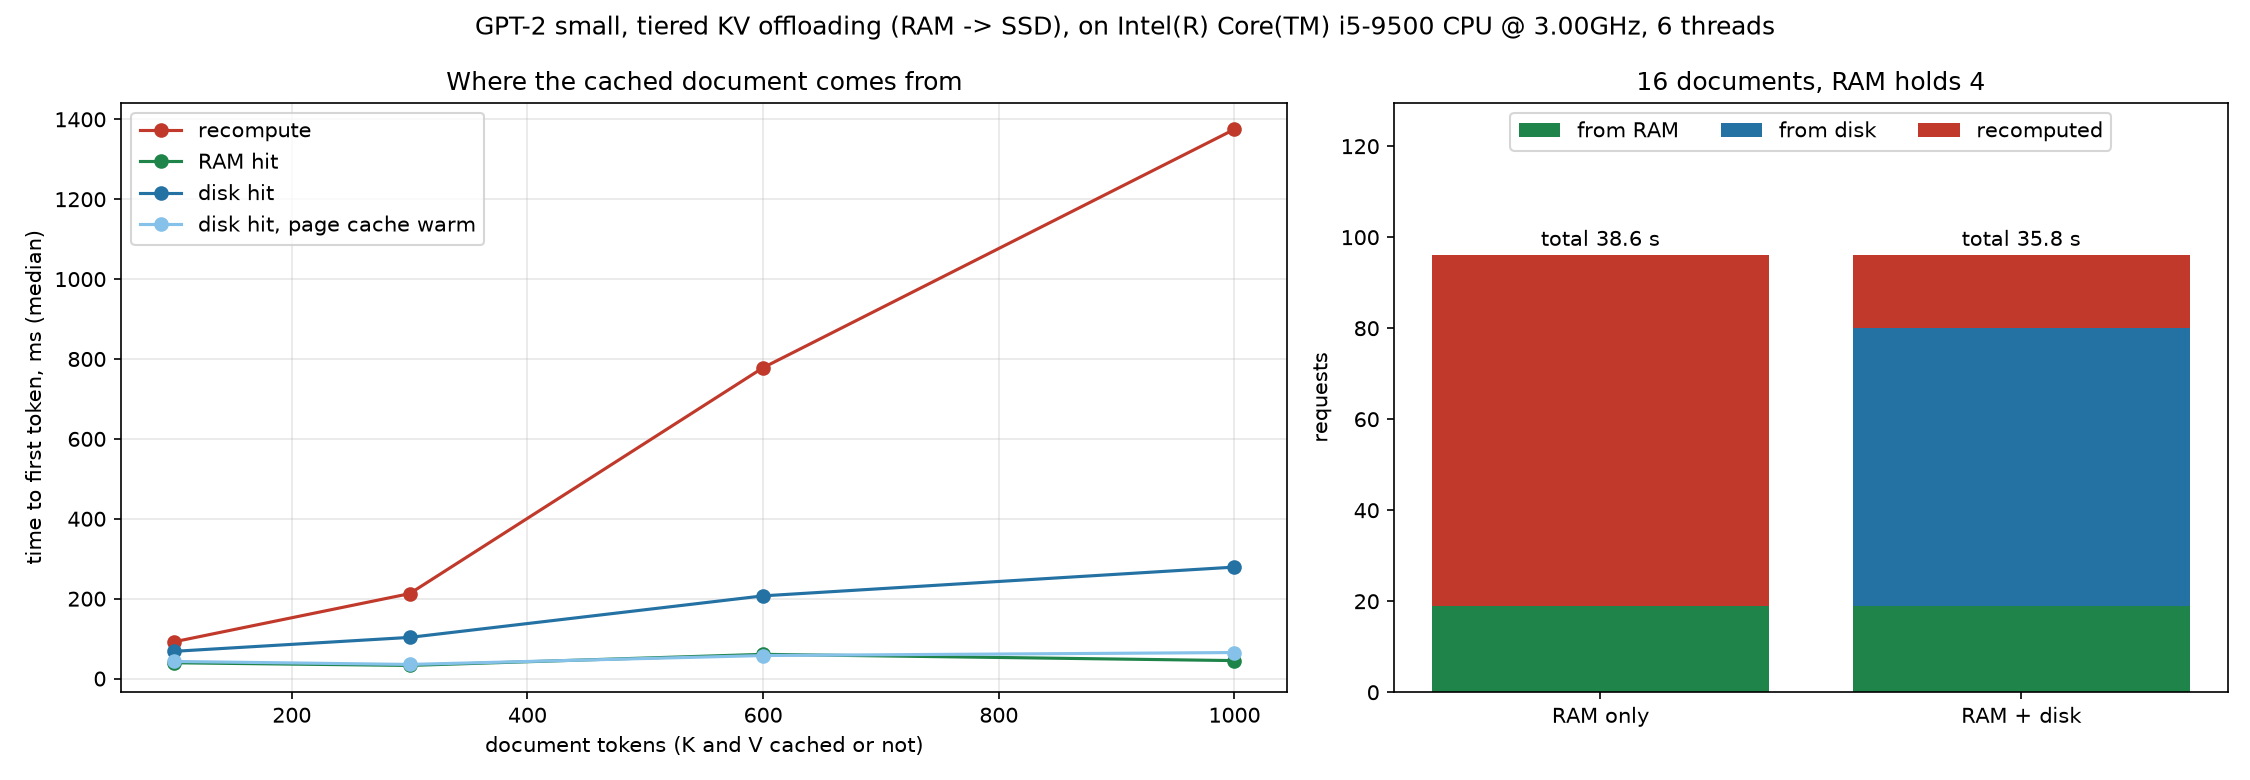 GPT-2 small, tiered KV offloading (RAM -> SSD), on Intel(R) Core(TM) i5-9500 CPU @ 3.00GHz, 6 threads
Where the cached document comes from
recompute
RAM hit
disk hit
disk hit, page cache warm
time to first token, ms (median)
1400
1200
1000
800
600
400
200
0
200
400
600
800
1000
document tokens (K and V cached or not)
16 documents, RAM holds 4
from RAM
from disk
recomputed
total 38.6 s
total 35.8 s
requests
120
100
80
60
40
20
0
RAM only
RAM + disk